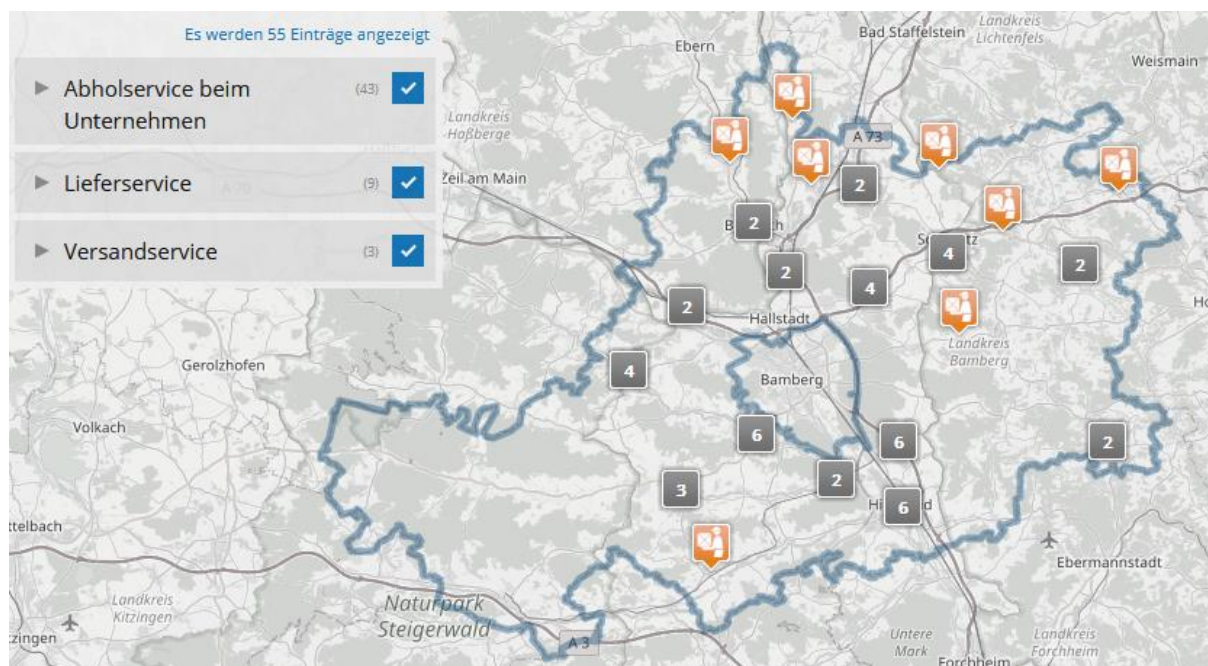 Es werden 55 Einträge angezeigt
Abholservice beim
Unternehmen
(43)
Lieferservice
(9)
Versandservice
(3)
Ebern
Bad Staffelstein
Landkreis
Lichtenfels
Weismain
Landkreis
Haßberge
A 73
A 70
Zeil am Main
2
2
4
2
2
4
2
Hallstadt
Landkreis
Bamberg
4
Gerolzhofen
Bamberg
Volkach
6
6
2
3
2
6
Ebermannstadt
Landkreis
Kitzingen
Naturpark
Steigerwald
A 3
Untere
Mark
Landkreis
Forchheim
Forchheim